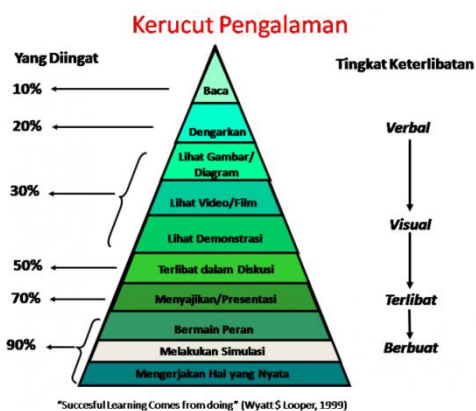 Kerucut Pengalaman
Yang Diingat
Tingkat Keterlibatan
10%
Baca
20%
Dengarkan
Verbal
Lihat Gambar/
Diagram
30%
Lihat Video/Film
Lihat Demonstrasi
Visual
50%
Terlibat dalam Diskusi
70%
Menyajikan/Presentasi
Terlibat
Bermain Peran
90%
Melakukan Simulasi
Berbuat
Mengerjakan Hal yang Nyata
"Succesful Learning Comes from doing" (Wyatt $ Looper, 1999)